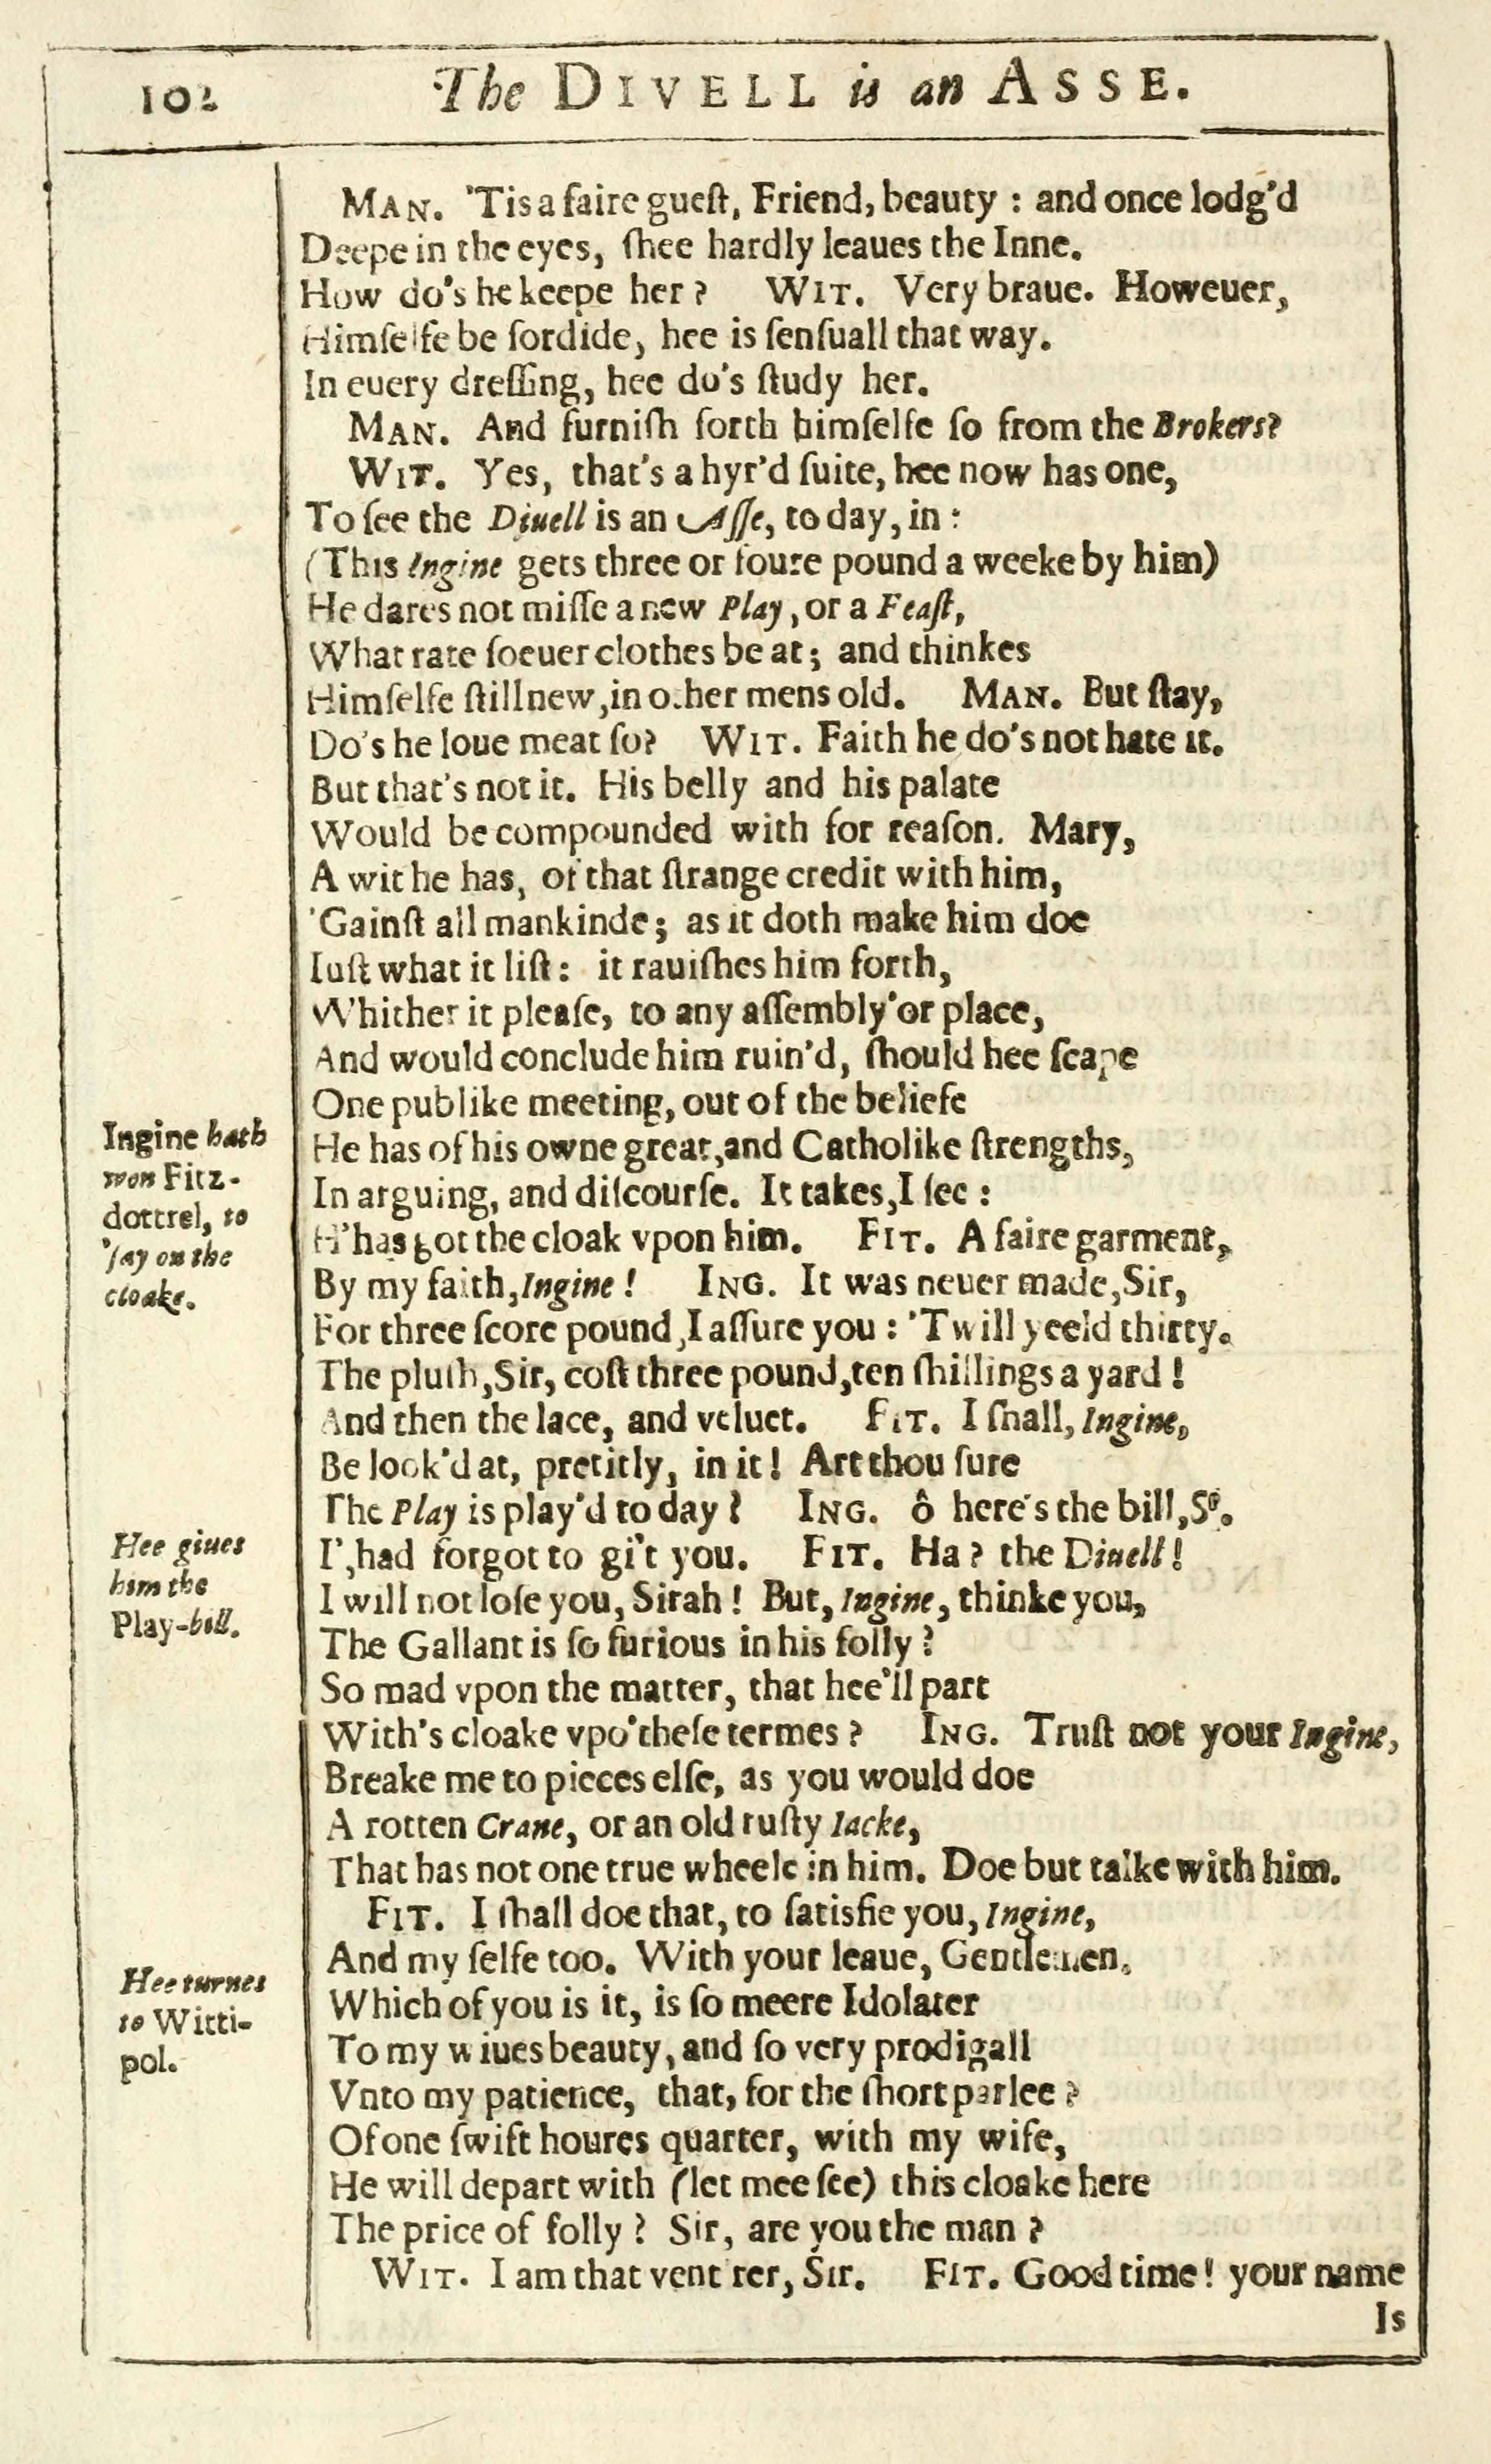 102
The DIVELL is an ASSE.
MAN. 'Tis a faire gueſt, Friend, beauty : and once lodg'd
Deepe in the eyes, ſhee hardly leaues the Inne.
How do's he keepe her ? WIT. Very braue. Howeuer,
Himſelfe be ſordide, hee is ſenſuall that way.
In euery dreſſing, hee do's ſtudy her.
MAN. And furniſh forth himſelfe ſo from the Brokers?
WIT. Yes, that's a hyr'd ſuite, hee now has one,
To ſee the Diuell is an Aſſe, to day, in :
(This Ingine gets three or foure pound a weeke by him)
He dares not miſſe a new Play, or a Feaſt,
What rate ſoeuer clothes be at; and thinkes
Himſelfe ſtill new, in other mens old. MAN. But ſtay,
Do's he loue meat ſo? WIT. Faith he do's not hate it.
But that's not it. His belly and his palate
Would be compounded with for reaſon. Mary,
A wit he has, of that ſtrange credit with him,
'Gainſt all mankinde; as it doth make him doe
Iuſt what it liſt : it rauiſhes him forth,
Whither it pleaſe, to any aſſembly'or place,
And would conclude him ruin'd, ſhould hee ſcape
One publike meeting, out of the beliefe
He has of his owne great, and Catholike ſtrengths,
In arguing, and diſcourſe. It takes, I ſee :
Ingine hath
won Fitz-
dottrel, to
'ſay on the
cloake.
H'has got the cloak vpon him. FIT. A faire garment,
By my faith, Ingine ! ING. It was neuer made, Sir,
For three ſcore pound, I aſſure you : 'Twill yeeld thirty.
The pluſh, Sir, coſt three pound, ten ſhillings a yard !
And then the lace, and veluet. FIT. I ſhall, Ingine,
Be look'd at, pretitly, in it ! Art thou ſure
The Play is play'd to day ? ING. ô here's the bill, Sr.
Hee giues
him the
Play-bill.
I', had forgot to gi't you. FIT. Ha ? the Diuell !
I will not loſe you, Sirah ! But, Ingine, thinke you,
The Gallant is ſo furious in his folly ?
So mad vpon the matter, that hee'll part
With's cloake vpo'theſe termes ? ING. Truſt not your Ingine,
Breake me to pieces elſe, as you would doe
A rotten Crane, or an old ruſty Iacke,
That has not one true wheele in him. Doe but talke with him.
FIT. I ſhall doe that, to ſatisfie you, Ingine,
And my ſelfe too. With your leaue, Gentlemen.
Hee turnes
to Witti-
pol.
Which of you is it, is ſo meere Idolater
To my wiues beauty, and ſo very prodigall
Vnto my patience, that, for the ſhort parlee ?
Of one ſwift houres quarter, with my wife,
He will depart with (let mee ſee) this cloake here
The price of folly ? Sir, are you the man ?
WIT. I am that vent'rer, Sir. FIT. Good time ! your name
Is